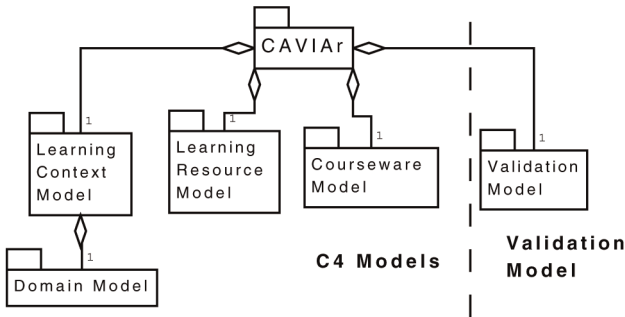 CAVIAr
1
1
1
1
Learning
Context
Model
Learning
Resource
Model
Courseware
Model
Validation
Model
1
Domain Model
C4 Models
Validation
Model